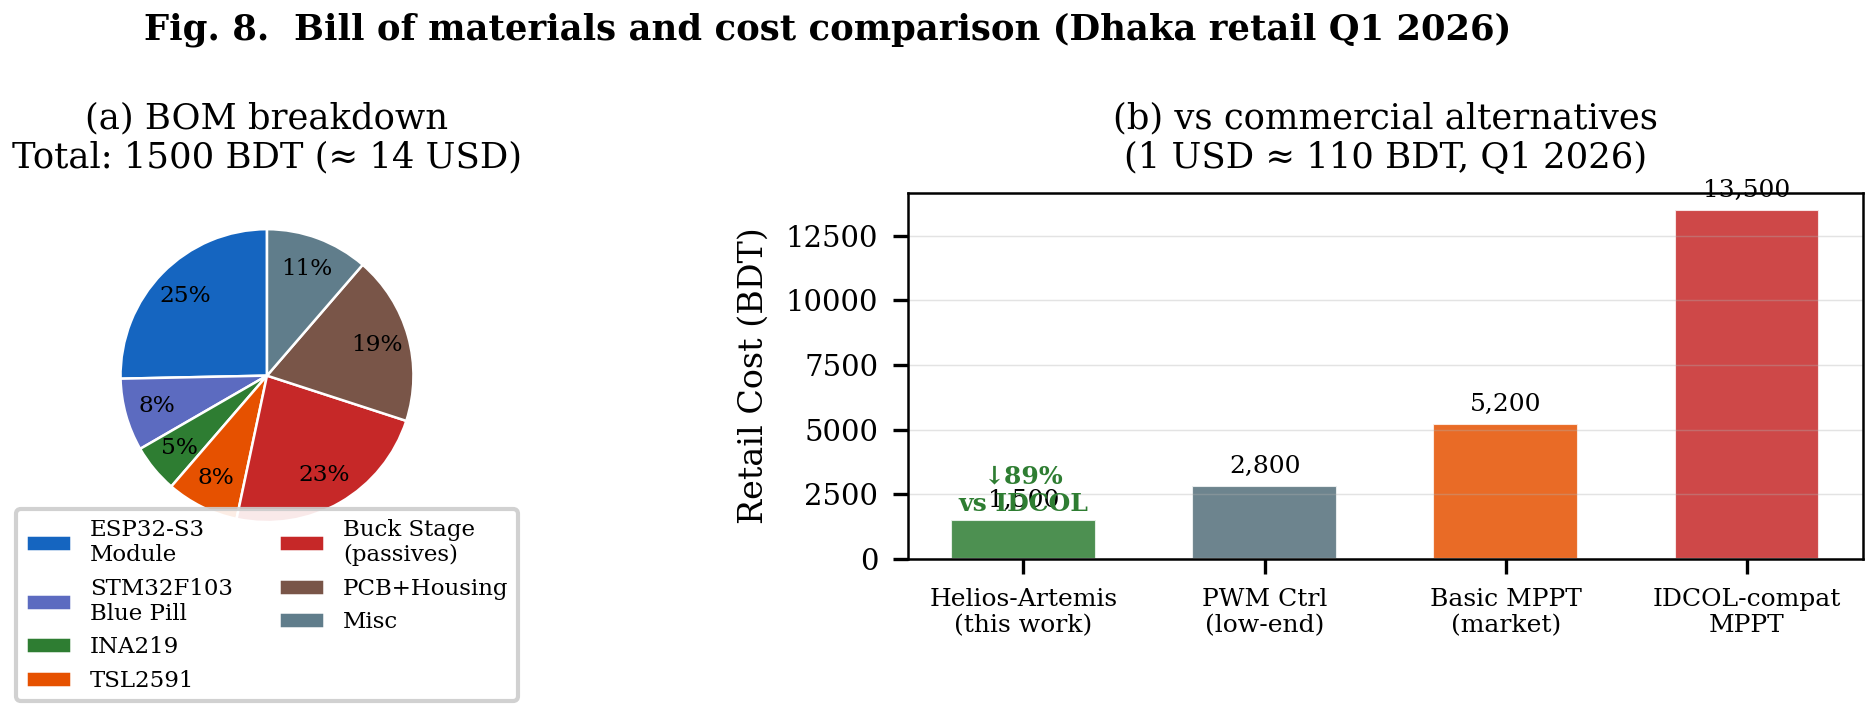 Fig. 8.  Bill of materials and cost comparison (Dhaka retail Q1 2026)
(a) BOM breakdown
Total: 1500 BDT (≈ 14 USD)
25%
11%
19%
8%
5%
8%
23%
ESP32-S3
Module
STM32F103
Blue Pill
INA219
TSL2591
Buck Stage
(passives)
PCB+Housing
Misc
(b) vs commercial alternatives
(1 USD ≈ 110 BDT, Q1 2026)
Retail Cost (BDT)
12500
10000
7500
5000
2500
0
↓89%
vs IDCOL
1,500
2,800
5,200
13,500
Helios-Artemis
(this work)
PWM Ctrl
(low-end)
Basic MPPT
(market)
IDCOL-compat
MPPT